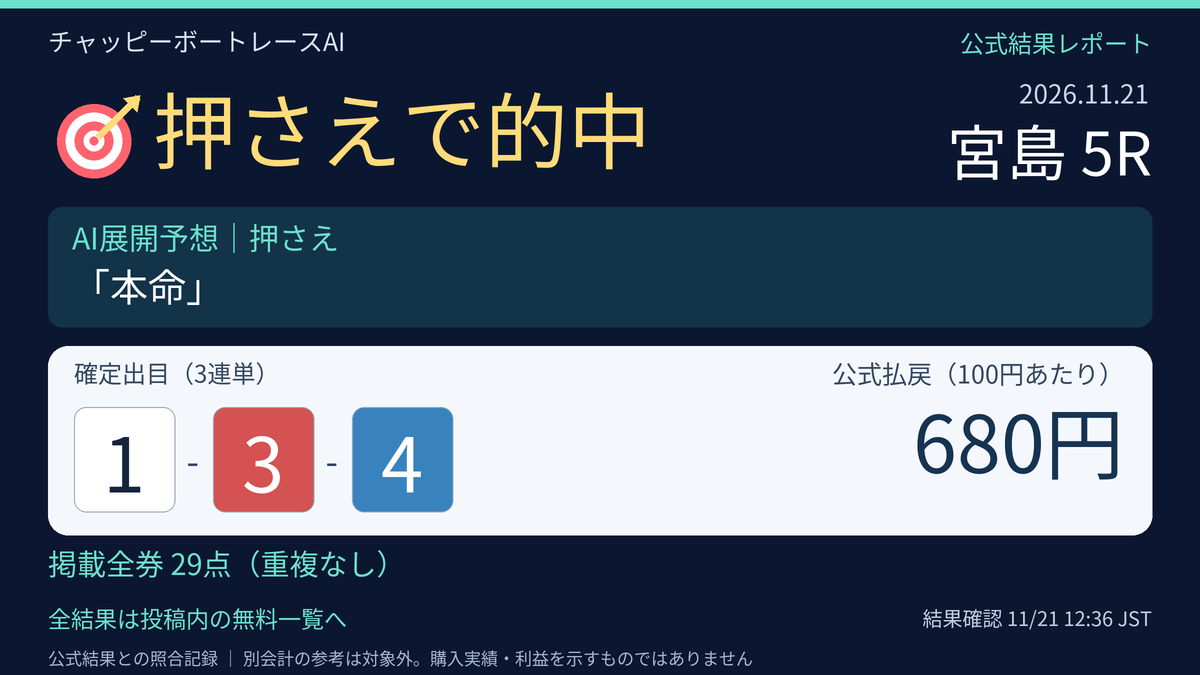 チャッピーボートレースAI
公式結果レポート
2026.11.21
宮島 5R
押さえで的中
AI展開予想｜押さえ
「本命」
確定出目（3連単）
公式払戻（100円あたり）
1 - 3 - 4
680円
掲載全券 29点（重複なし）
全結果は投稿内の無料一覧へ
結果確認 11/21 12:36 JST
公式結果との照合記録 ｜ 別会計の参考は対象外。購入実績・利益を示すものではありません